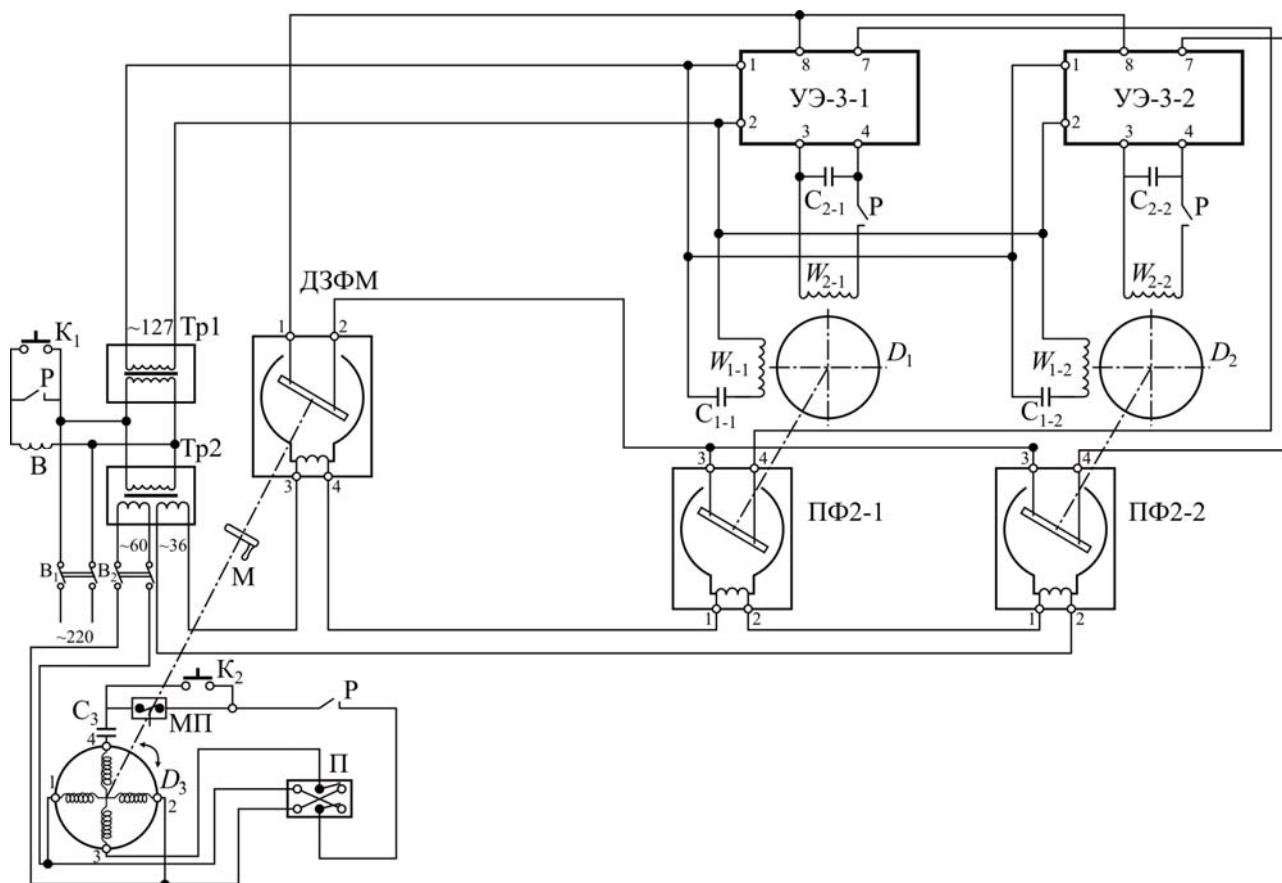 8 7 8 7
1 УЭ-3-1 1 УЭ-3-2
2 2
3 4 3 4
C₂₋₁ P C₂₋₂ P
W₂₋₁ W₂₋₂
ДЗФМ
1 2
K₁ ~127 Тр1
P
W₁₋₁ D₁ W₁₋₂ D₂
C₁₋₁ C₁₋₂
B Тр2
3 4 3 4
3 4
ПФ2-1 ПФ2-2
~60 ~36
B₁ B₂
М
~220
1 2 1 2
K₂
P
C₃ МП
4
D₃ П
1 2
3